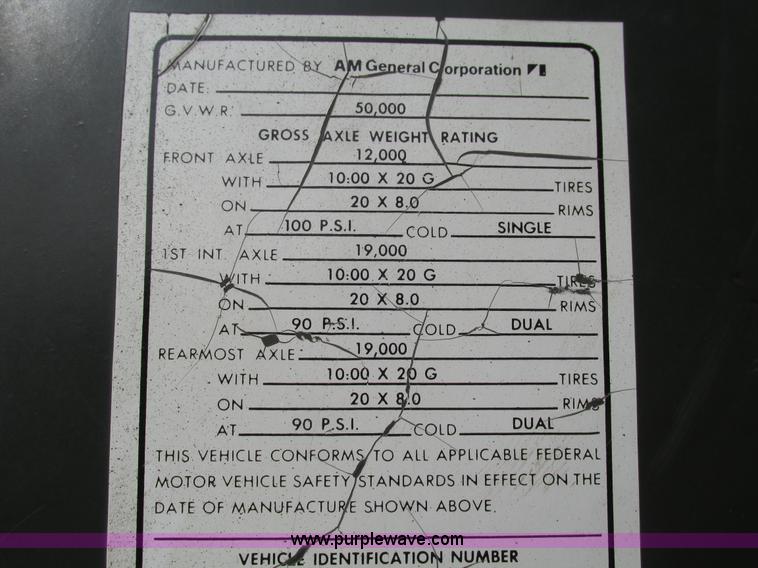 MANUFACTURED BY AM General Corporation
DATE:
G.V.W.R: 50,000
GROSS AXLE WEIGHT RATING
FRONT AXLE 12,000
WITH 10:00 X 20 G TIRES
ON 20 X 8.0 RIMS
AT 100 P.S.I. COLD SINGLE
1ST INT. AXLE 19,000
WITH 10:00 X 20 G TIRES
ON 20 X 8.0 RIMS
AT 90 P.S.I. COLD DUAL
REARMOST AXLE: 19,000
WITH 10:00 X 20 G TIRES
ON 20 X 8.0 RIMS
AT 90 P.S.I. COLD DUAL
THIS VEHICLE CONFORMS TO ALL APPLICABLE FEDERAL
MOTOR VEHICLE SAFETY STANDARDS IN EFFECT ON THE
DATE OF MANUFACTURE SHOWN ABOVE.
www.purplewave.com
VEHICLE IDENTIFICATION NUMBER